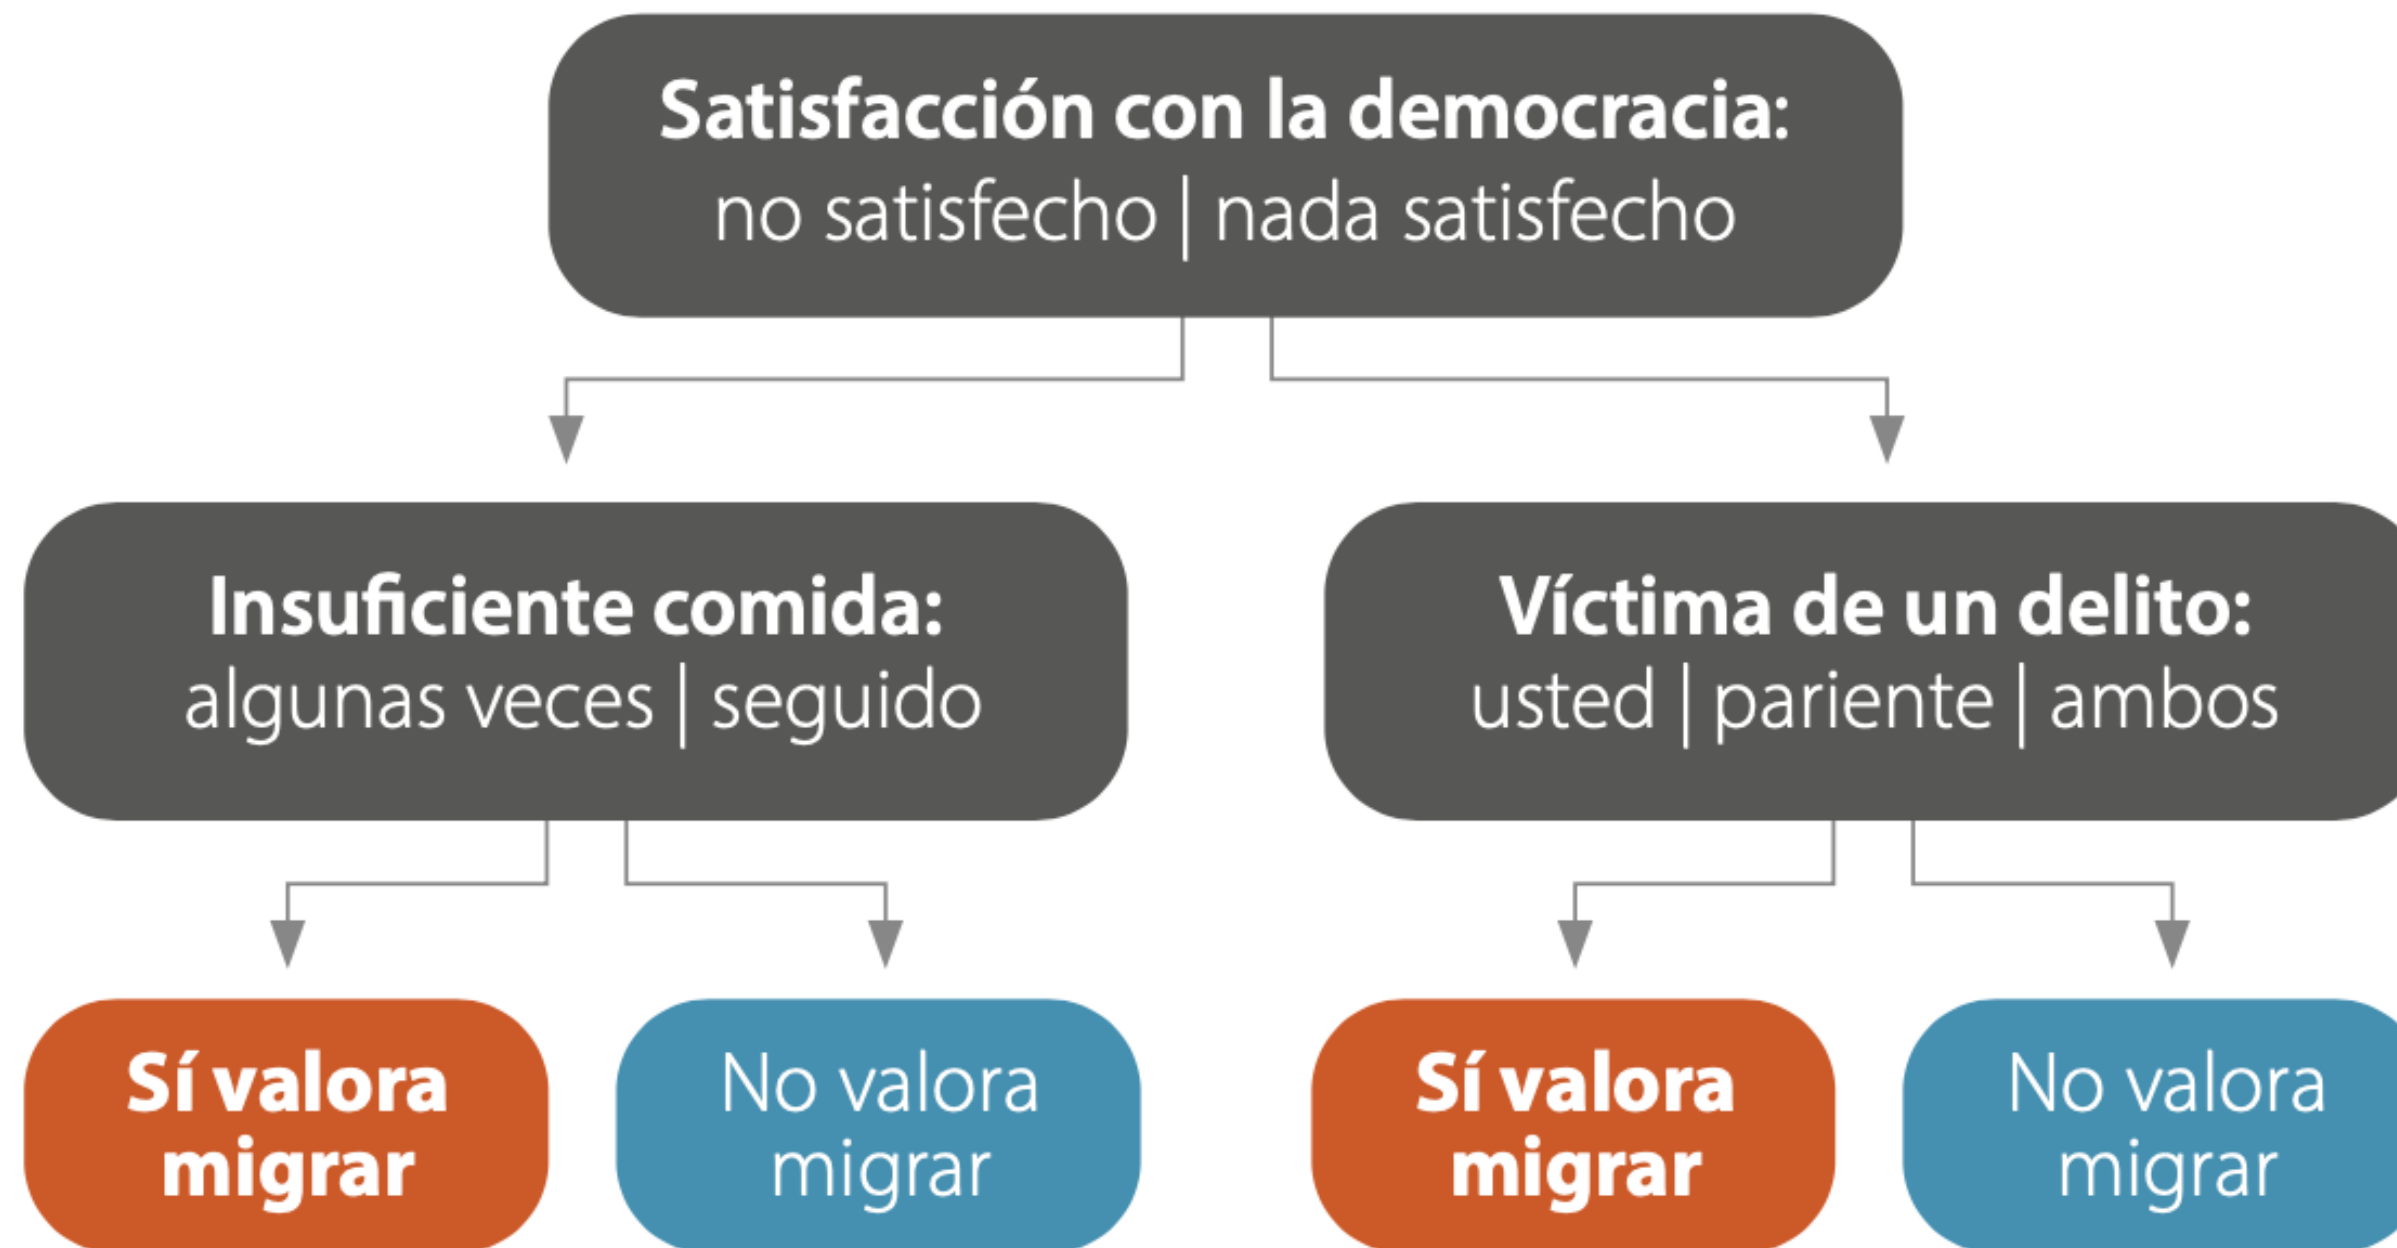 Satisfacción con la democracia:
no satisfecho | nada satisfecho
Insuficiente comida:
algunas veces | seguido
Víctima de un delito:
usted | pariente | ambos
Sí valora
migrar
No valora
migrar
Sí valora
migrar
No valora
migrar